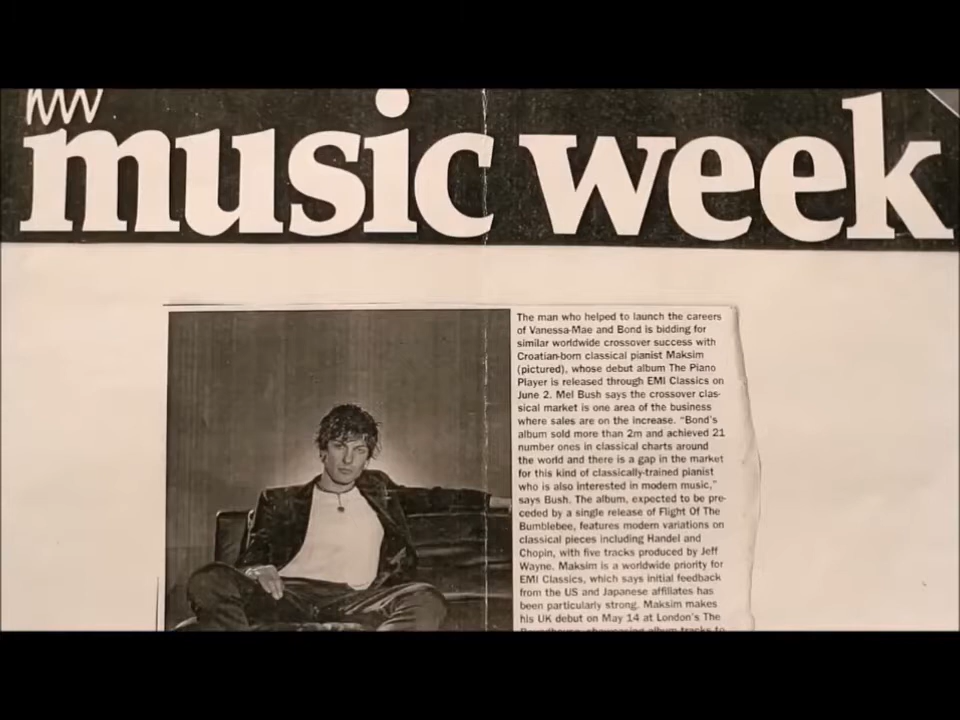 music week
The man who helped to launch the careers
of Vanessa-Mae and Bond is bidding for
similar worldwide crossover success with
Croatian-born classical pianist Maksim
(pictured), whose debut album The Piano
Player is released through EMI Classics on
June 2. Mel Bush says the crossover clas-
sical market is one area of the business
where sales are on the increase. "Bond's
album sold more than 2m and achieved 21
number ones in classical charts around
the world and there is a gap in the market
for this kind of classically-trained pianist
who is also interested in modern music,"
says Bush. The album, expected to be pre-
ceded by a single release of Flight Of The
Bumblebee, features modern variations on
classical pieces including Handel and
Chopin, with five tracks produced by Jeff
Wayne. Maksim is a worldwide priority for
EMI Classics, which says initial feedback
from the US and Japanese affiliates has
been particularly strong. Maksim makes
his UK debut on May 14 at London's The
Roundhouse, showcasing album tracks to